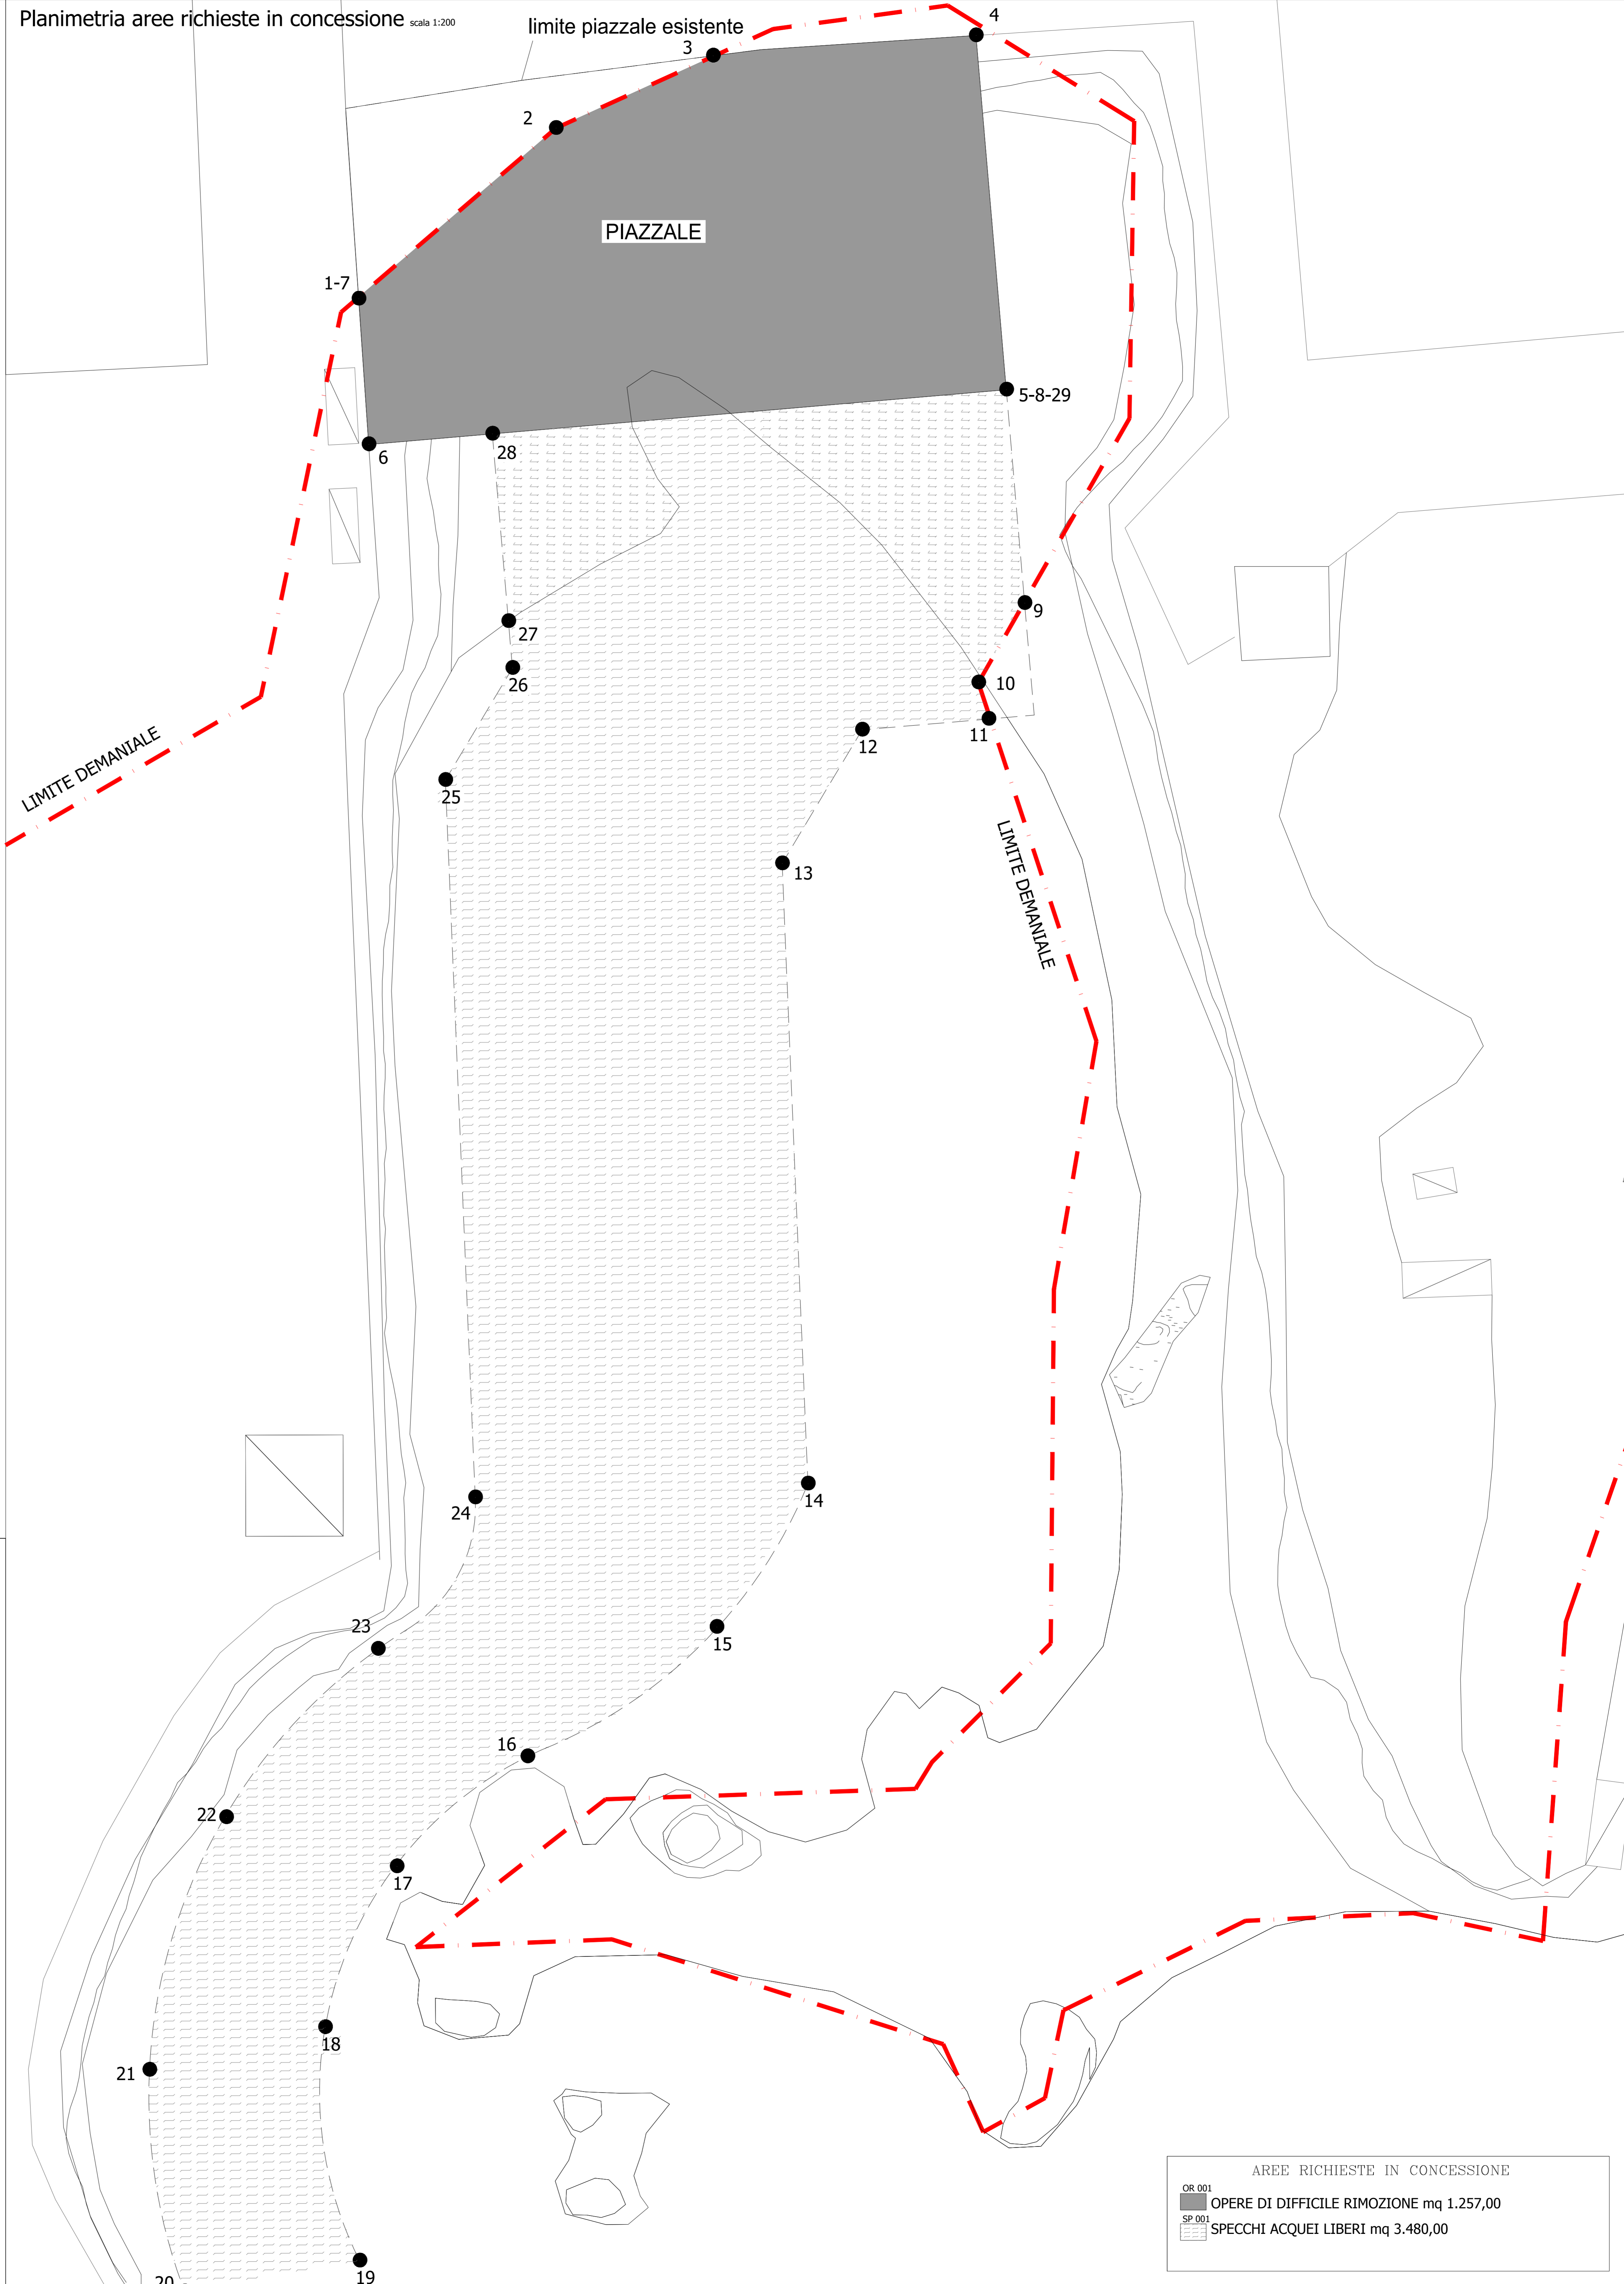 Planimetria aree richieste in concessione scala 1:200
limite piazzale esistente
4
3
2
PIAZZALE
1-7
5-8-29
6
28
9
27
26
10
11
12
LIMITE DEMANIALE
25
LIMITE DEMANIALE
13
14
24
23
15
16
22
17
18
21
19
20
AREE RICHIESTE IN CONCESSIONE
OR 001
OPERE DI DIFFICILE RIMOZIONE mq 1.257,00
SP 001
SPECCHI ACQUEI LIBERI mq 3.480,00